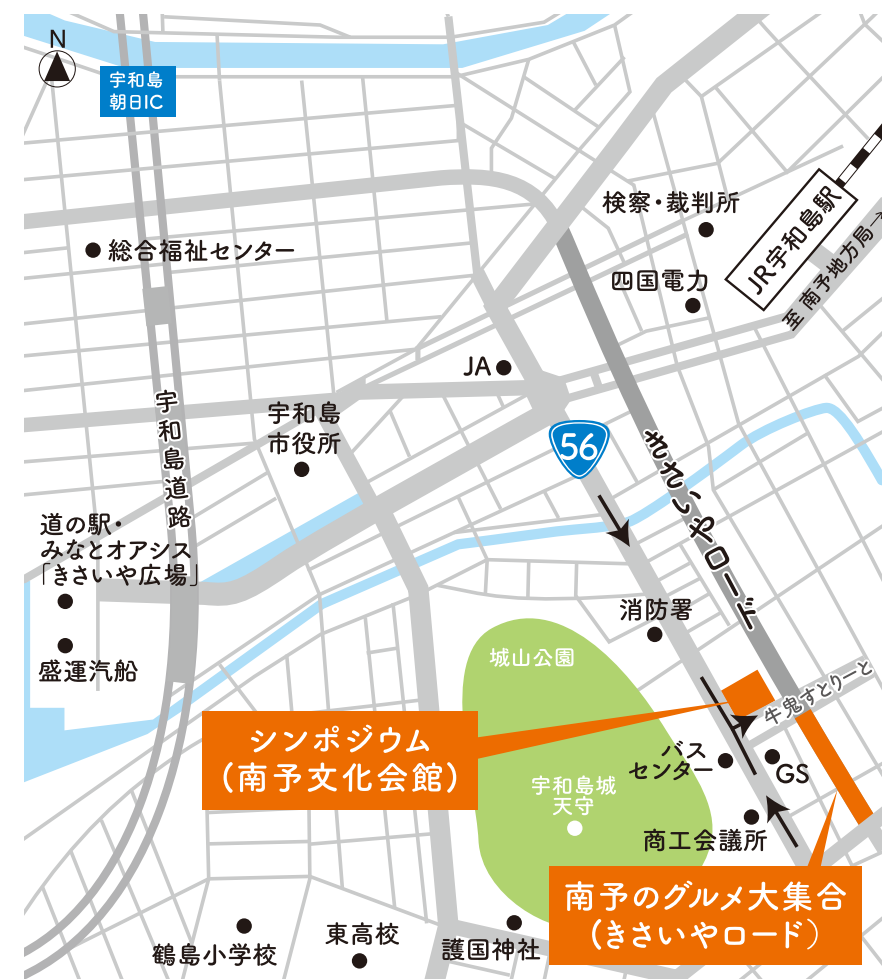 N
宇和島
朝日IC
検察・裁判所
JR宇和島駅
至 南予地方局→
総合福祉センター
四国電力
JA
宇和島
市役所
宇和島道路
56
きさいやロード
道の駅・
みなとオアシス
「きさいや広場」
盛運汽船
消防署
城山公園
牛鬼すとりーと
シンポジウム
(南予文化会館)
バス
センター
GS
宇和島城
天守
商工会議所
南予のグルメ大集合
(きさいやロード)
鶴島小学校
東高校
護国神社